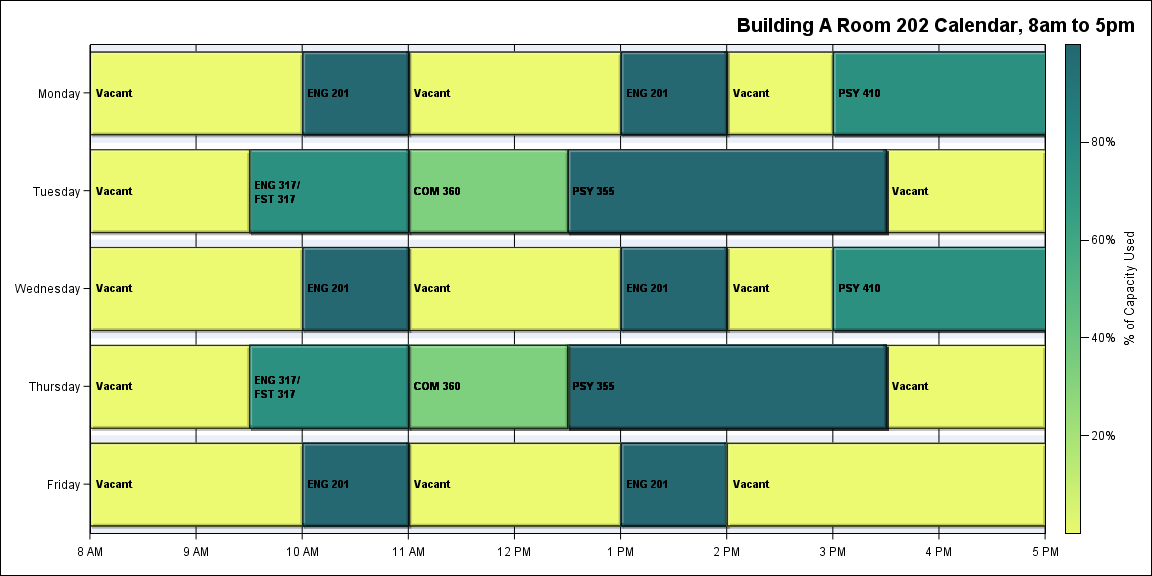 Building A Room 202 Calendar, 8am to 5pm
Monday
Vacant
ENG 201
Vacant
ENG 201
Vacant
PSY 410
Tuesday
Vacant
ENG 317/
FST 317
COM 360
PSY 355
Vacant
Wednesday
Vacant
ENG 201
Vacant
ENG 201
Vacant
PSY 410
Thursday
Vacant
ENG 317/
FST 317
COM 360
PSY 355
Vacant
Friday
Vacant
ENG 201
Vacant
ENG 201
Vacant
8 AM
9 AM
10 AM
11 AM
12 PM
1 PM
2 PM
3 PM
4 PM
5 PM
80%
60%
40%
20%
% of Capacity Used